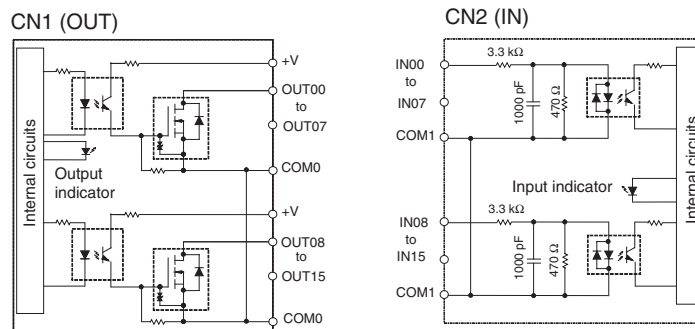 CN1 (OUT)
+V
OUT00
to
OUT07
COM0
Internal circuits
Output
indicator
+V
OUT08
to
OUT15
COM0
CN2 (IN)
IN00
to
IN07
COM1
3.3 kΩ
1000 pF
470 Ω
Internal circuits
Input indicator
IN08
to
IN15
COM1
3.3 kΩ
1000 pF
470 Ω